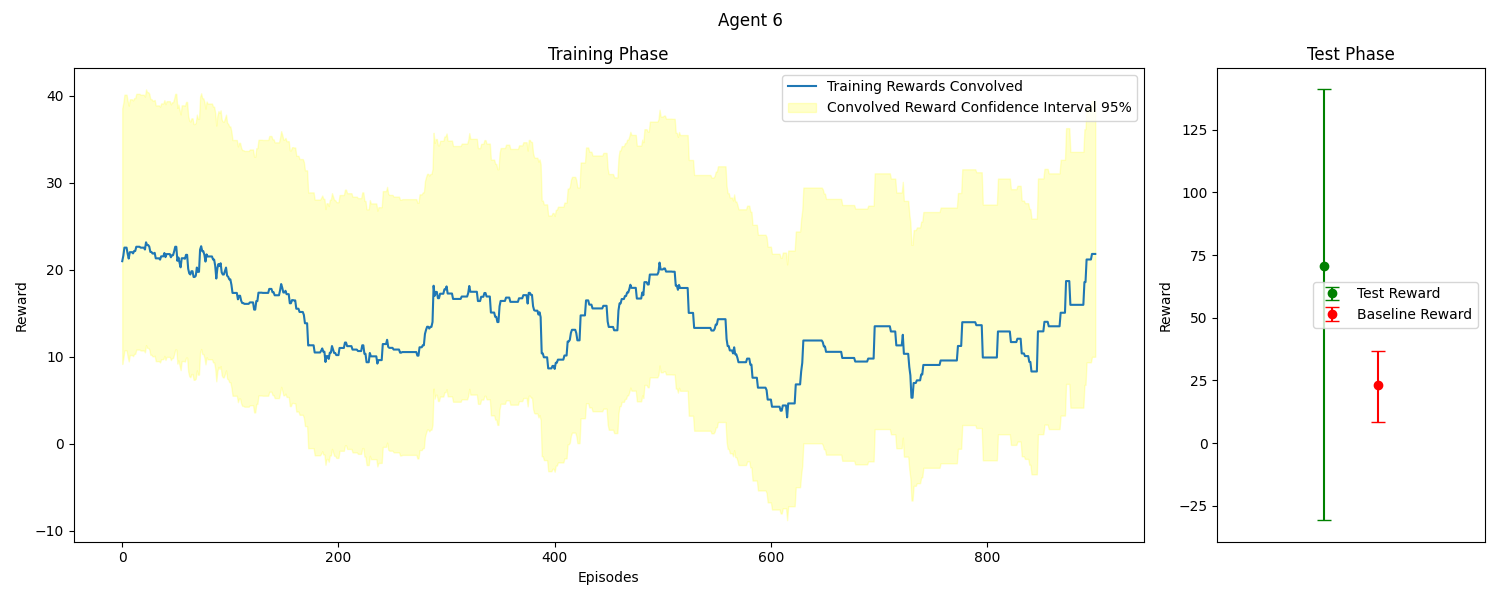 Agent 6
Training Phase
Reward
40
30
20
10
0
−10
0
200
400
600
800
Episodes
Training Rewards Convolved
Convolved Reward Confidence Interval 95%
Test Phase
Reward
125
100
75
50
25
0
−25
Test Reward
Baseline Reward